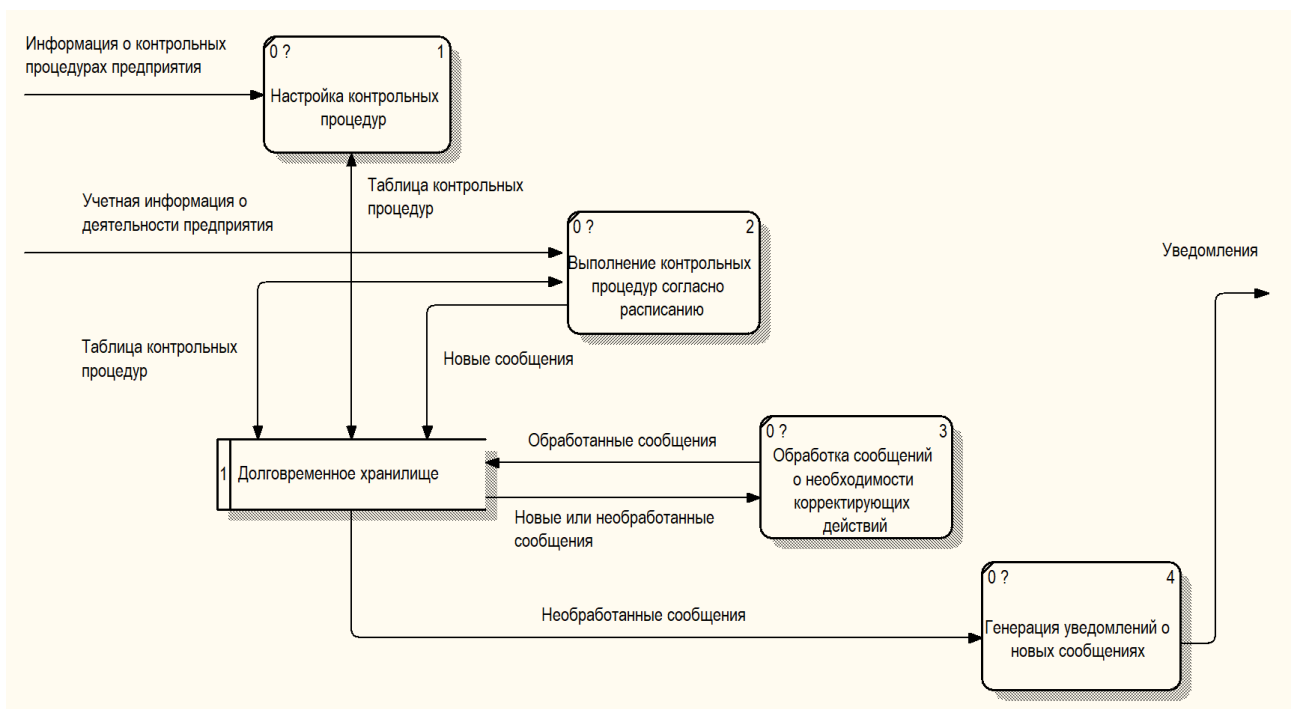 Информация о контрольных
процедурах предприятия
0 ? 1
Настройка контрольных
процедур
Таблица контрольных
процедур
Учетная информация о
деятельности предприятия
0 ? 2
Выполнение контрольных
процедур согласно
расписанию
Уведомления
Таблица контрольных
процедур
Новые сообщения
1 Долговременное хранилище
Обработанные сообщения
0 ? 3
Обработка сообщений
о необходимости
корректирующих
действий
Новые или необработанные
сообщения
Необработанные сообщения
0 ? 4
Генерация уведомлений о
новых сообщениях